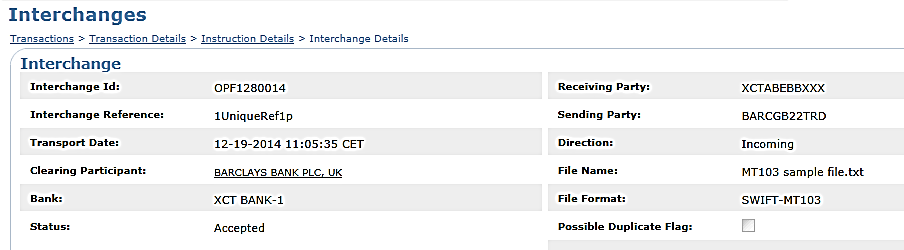 Interchanges
Transactions > Transaction Details > Instruction Details > Interchange Details
Interchange
Interchange Id: OPF1280014 Receiving Party: XCTABEBBXXX
Interchange Reference: 1UniqueRef1p Sending Party: BARCGB22TRD
Transport Date: 12-19-2014 11:05:35 CET Direction: Incoming
Clearing Participant: BARCLAYS BANK PLC, UK File Name: MT103 sample file.txt
Bank: XCT BANK-1 File Format: SWIFT-MT103
Status: Accepted Possible Duplicate Flag: